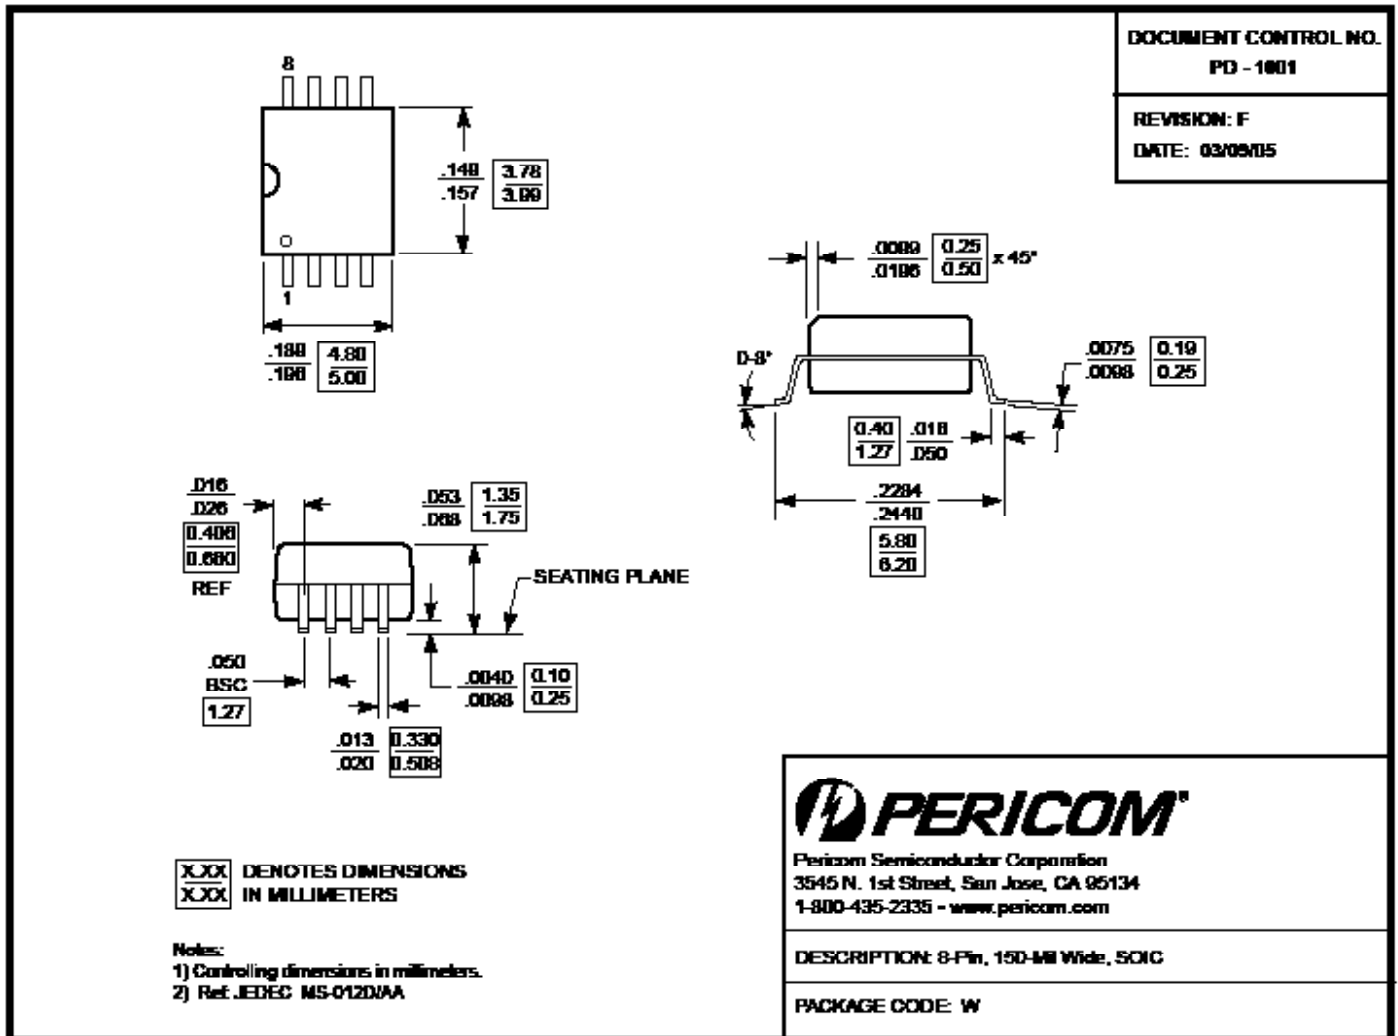 DOCUMENT CONTROL NO.
PD - 1001
REVISION: F
DATE: 03/09/05
8
.149
.157
3.78
3.99
1
.189
.196
4.80
5.00
.0099
.0196
0.25
0.50
x 45°
0-8°
.0075
.0098
0.19
0.25
0.40
1.27
.016
.050
.2284
.2440
5.80
6.20
.016
.026
0.406
0.660
REF
.053
.068
1.35
1.75
SEATING PLANE
.050
BSC
1.27
.0040
.0098
0.10
0.25
.013
.020
0.330
0.508
X.XX
X.XX
DENOTES DIMENSIONS
IN MILLIMETERS
Notes:
1) Controlling dimensions in millimeters.
2) Ref: JEDEC MS-012D/AA
PERICOM®
Pericom Semiconductor Corporation
3545 N. 1st Street, San Jose, CA 95134
1-800-435-2335 • www.pericom.com
DESCRIPTION: 8-Pin, 150-Mil Wide, SOIC
PACKAGE CODE: W